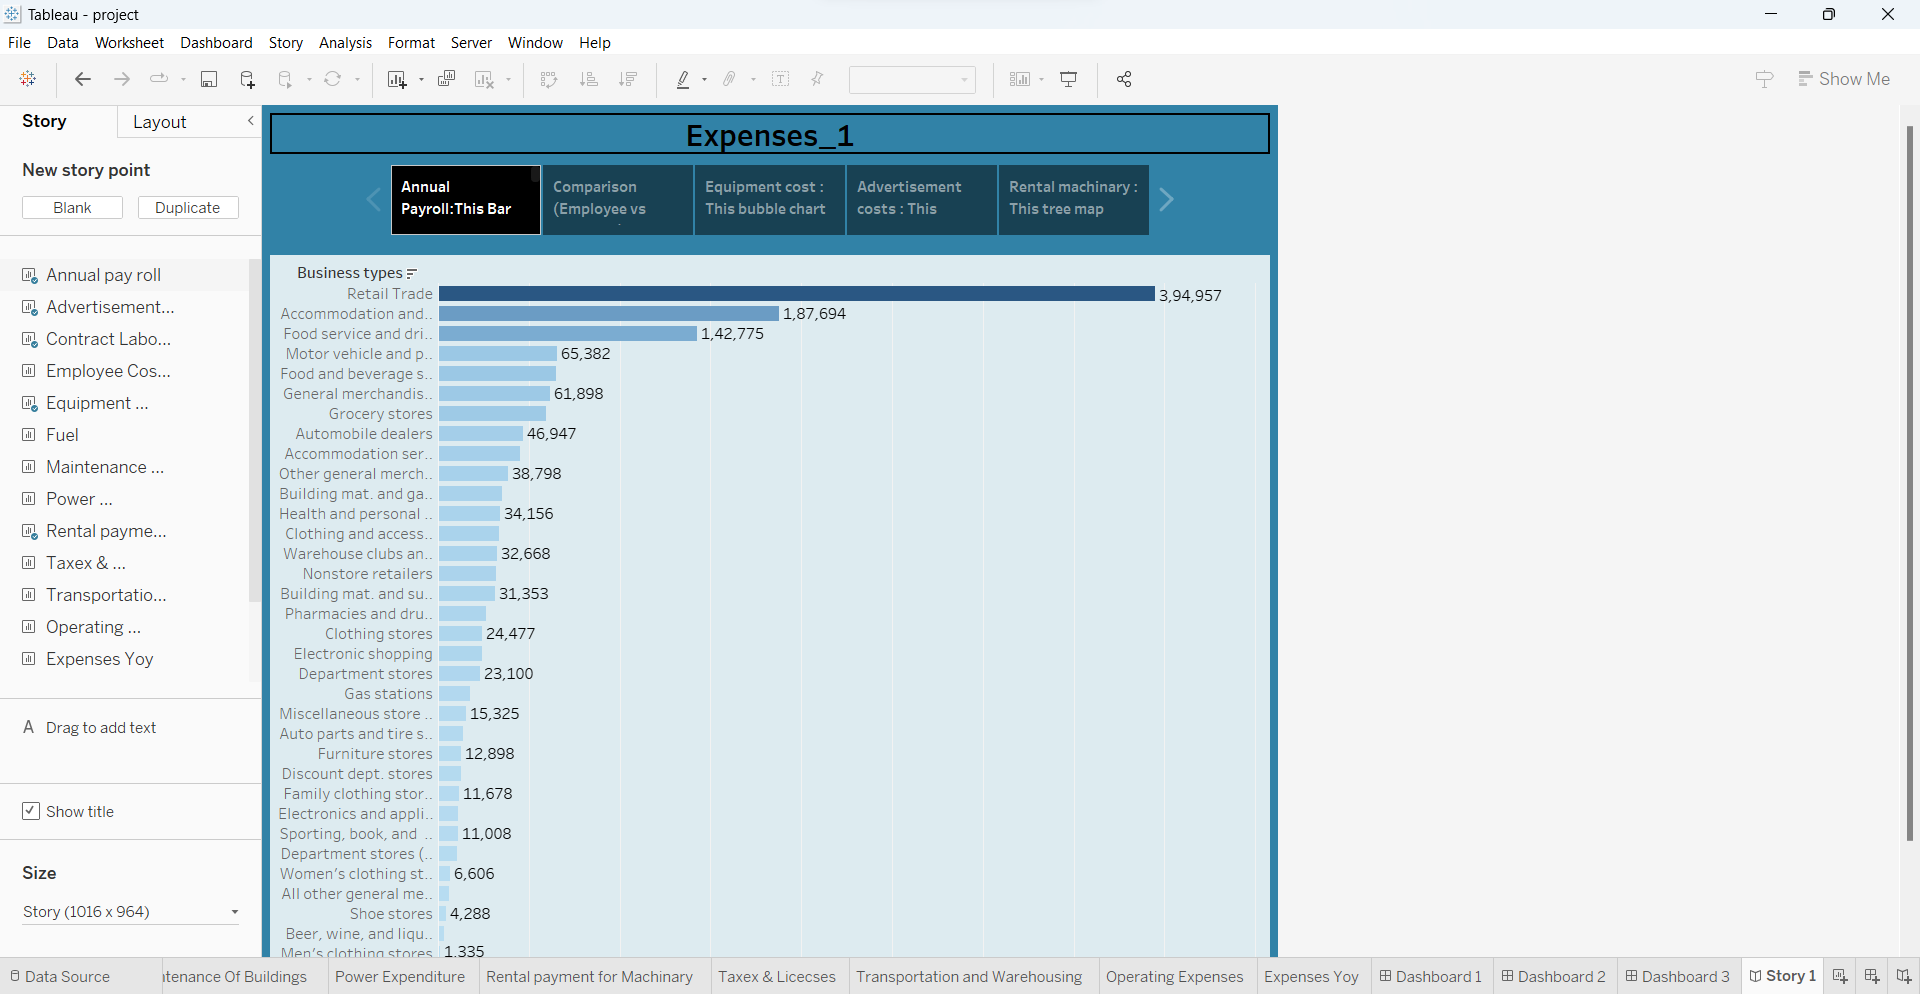 Tableau - project
File Data Worksheet Dashboard Story Analysis Format Server Window Help
Show Me
Story Layout
New story point
Blank Duplicate
Annual pay roll
Advertisement...
Contract Labo...
Employee Cos...
Equipment ...
Fuel
Maintenance ...
Power ...
Rental payme...
Taxex & ...
Transportatio...
Operating ...
Expenses Yoy
A Drag to add text
Show title
Size
Story (1016 x 964)
Expenses_1
Annual
Payroll:This Bar
Comparison
(Employee vs
Equipment cost :
This bubble chart
Advertisement
costs : This
Rental machinary :
This tree map
Business types
Retail Trade 3,94,957
Accommodation and.. 1,87,694
Food service and dri.. 1,42,775
Motor vehicle and p.. 65,382
Food and beverage s..
General merchandis.. 61,898
Grocery stores
Automobile dealers 46,947
Accommodation ser..
Other general merch.. 38,798
Building mat. and ga..
Health and personal .. 34,156
Clothing and access..
Warehouse clubs an.. 32,668
Nonstore retailers
Building mat. and su.. 31,353
Pharmacies and dru..
Clothing stores 24,477
Electronic shopping
Department stores 23,100
Gas stations
Miscellaneous store .. 15,325
Auto parts and tire s..
Furniture stores 12,898
Discount dept. stores
Family clothing stor.. 11,678
Electronics and appli..
Sporting, book, and .. 11,008
Department stores (..
Women's clothing st.. 6,606
All other general me..
Shoe stores 4,288
Beer, wine, and liqu..
Men's clothing stores 1,335
Data Source ntenance Of Buildings Power Expenditure Rental payment for Machinary Taxex & Licecses Transportation and Warehousing Operating Expenses Expenses Yoy Dashboard 1 Dashboard 2 Dashboard 3 Story 1